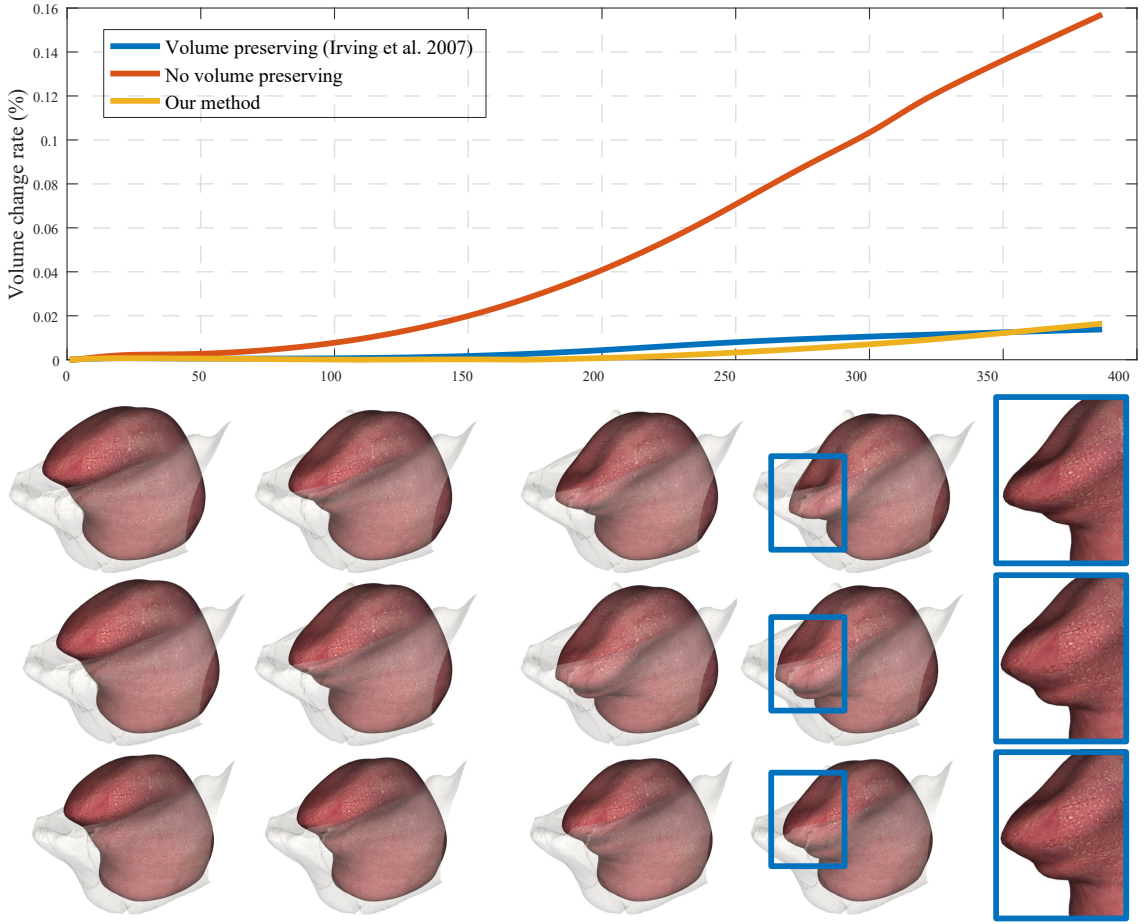 0.16
0.14
0.12
0.1
0.08
0.06
0.04
0.02
0
Volume change rate (%)
Volume preserving (Irving et al. 2007)
No volume preserving
Our method
0 50 100 150 200 250 300 350 400